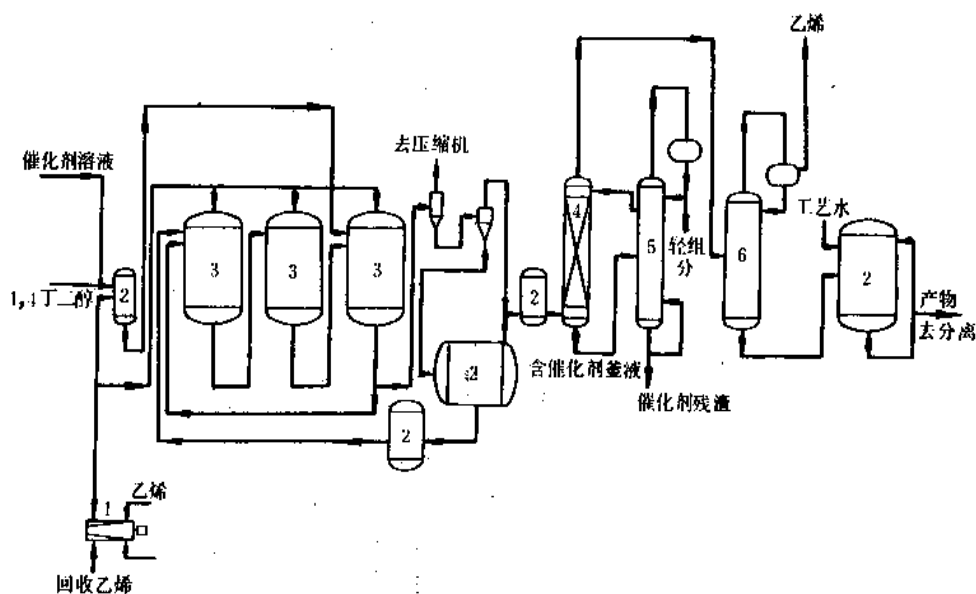 乙烯
去压缩机
催化剂溶液
4
工艺水
轻组
分
5
6
3
3
3
2
2
1,4丁二醇
2
产物
去分离
2
含催化剂釜液
催化剂残渣
2
乙烯
1
回收乙烯